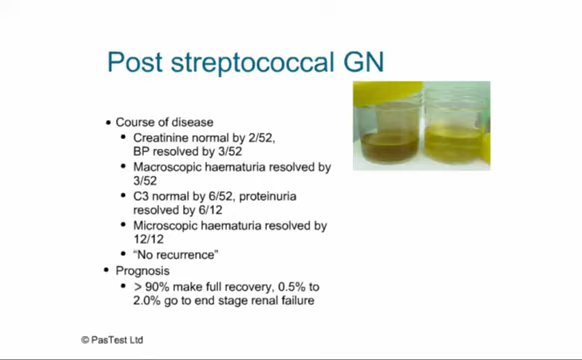 Post streptococcal GN
• Course of disease
• Creatinine normal by 2/52,
BP resolved by 3/52
• Macroscopic haematuria resolved by
3/52
• C3 normal by 6/52, proteinuria
resolved by 6/12
• Microscopic haematuria resolved by
12/12
• “No recurrence”
• Prognosis
• > 90% make full recovery, 0.5% to
2.0% go to end stage renal failure
© PasTest Ltd